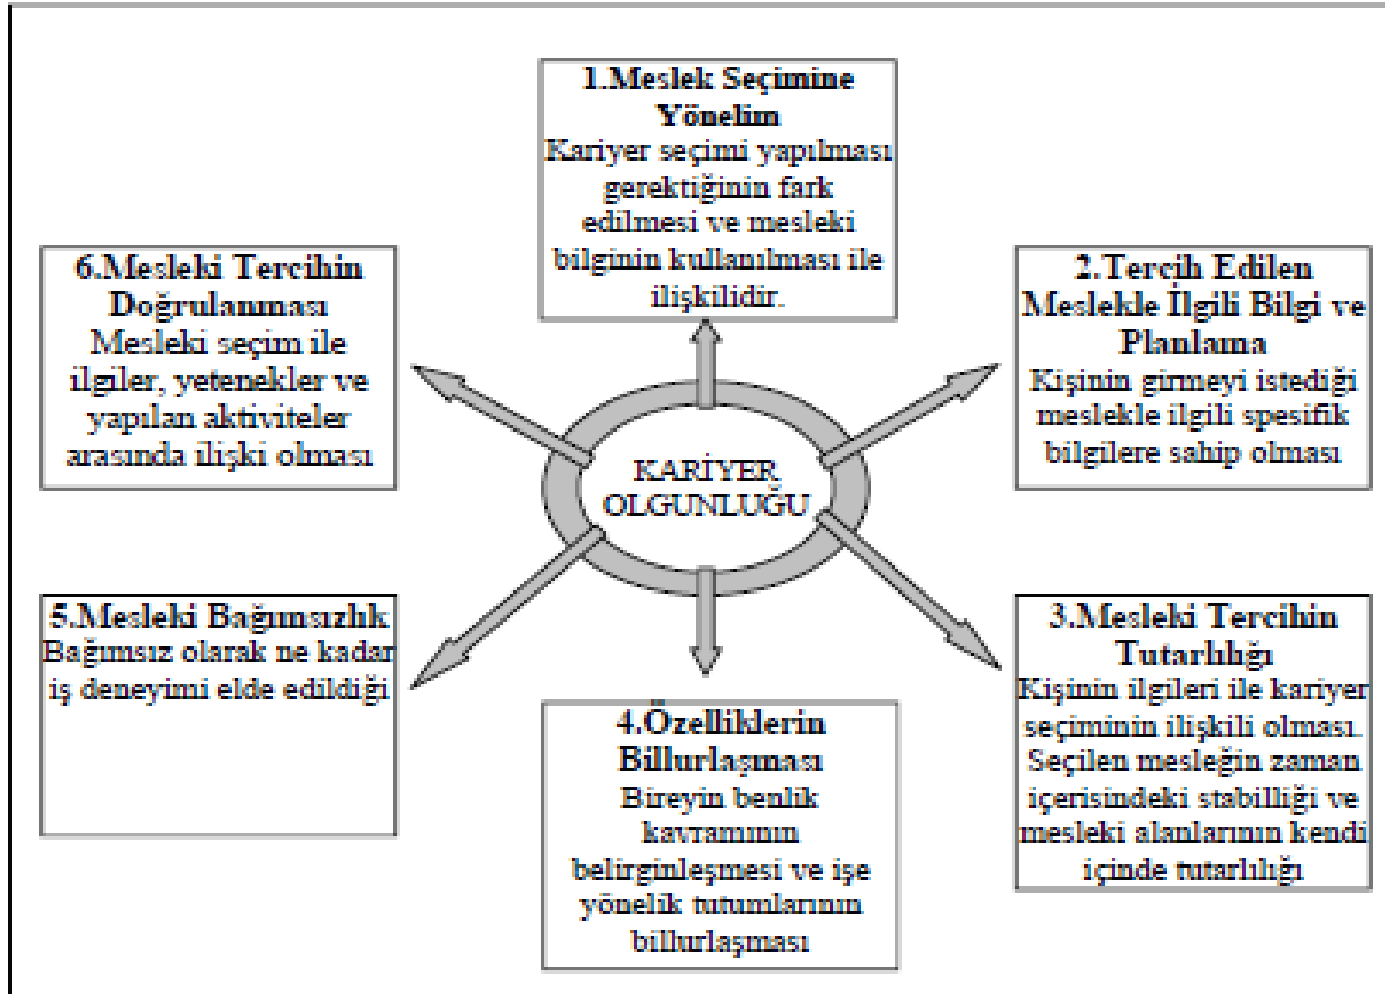 1.Meslek Seçimine
Yönelim
Kariyer seçimi yapılması
gerektiğinin fark
edilmesi ve mesleki
bilginin kullanılması ile
ilişkilidir.
2.Tercih Edilen
Meslekle İlgili Bilgi ve
Planlama
Kişinin girmeyi istediği
meslekle ilgili spesifik
bilgilere sahip olması
3.Mesleki Tercihin
Tutarlılığı
Kişinin ilgileri ile kariyer
seçiminin ilişkili olması.
Seçilen mesleğin zaman
içerisindeki stabilliği ve
mesleki alanlarının kendi
içinde tutarlılığı
4.Özelliklerin
Billurlaşması
Bireyin benlik
kavramının
belirginleşmesi ve işe
yönelik tutumlarının
billurlaşması
5.Mesleki Bağımsızlık
Bağımsız olarak ne kadar
iş deneyimi elde edildiği
6.Mesleki Tercihin
Doğrulanması
Mesleki seçim ile
ilgiler, yetenekler ve
yapılan aktiviteler
arasında ilişki olması
KARİYER
OLGUNLUĞU